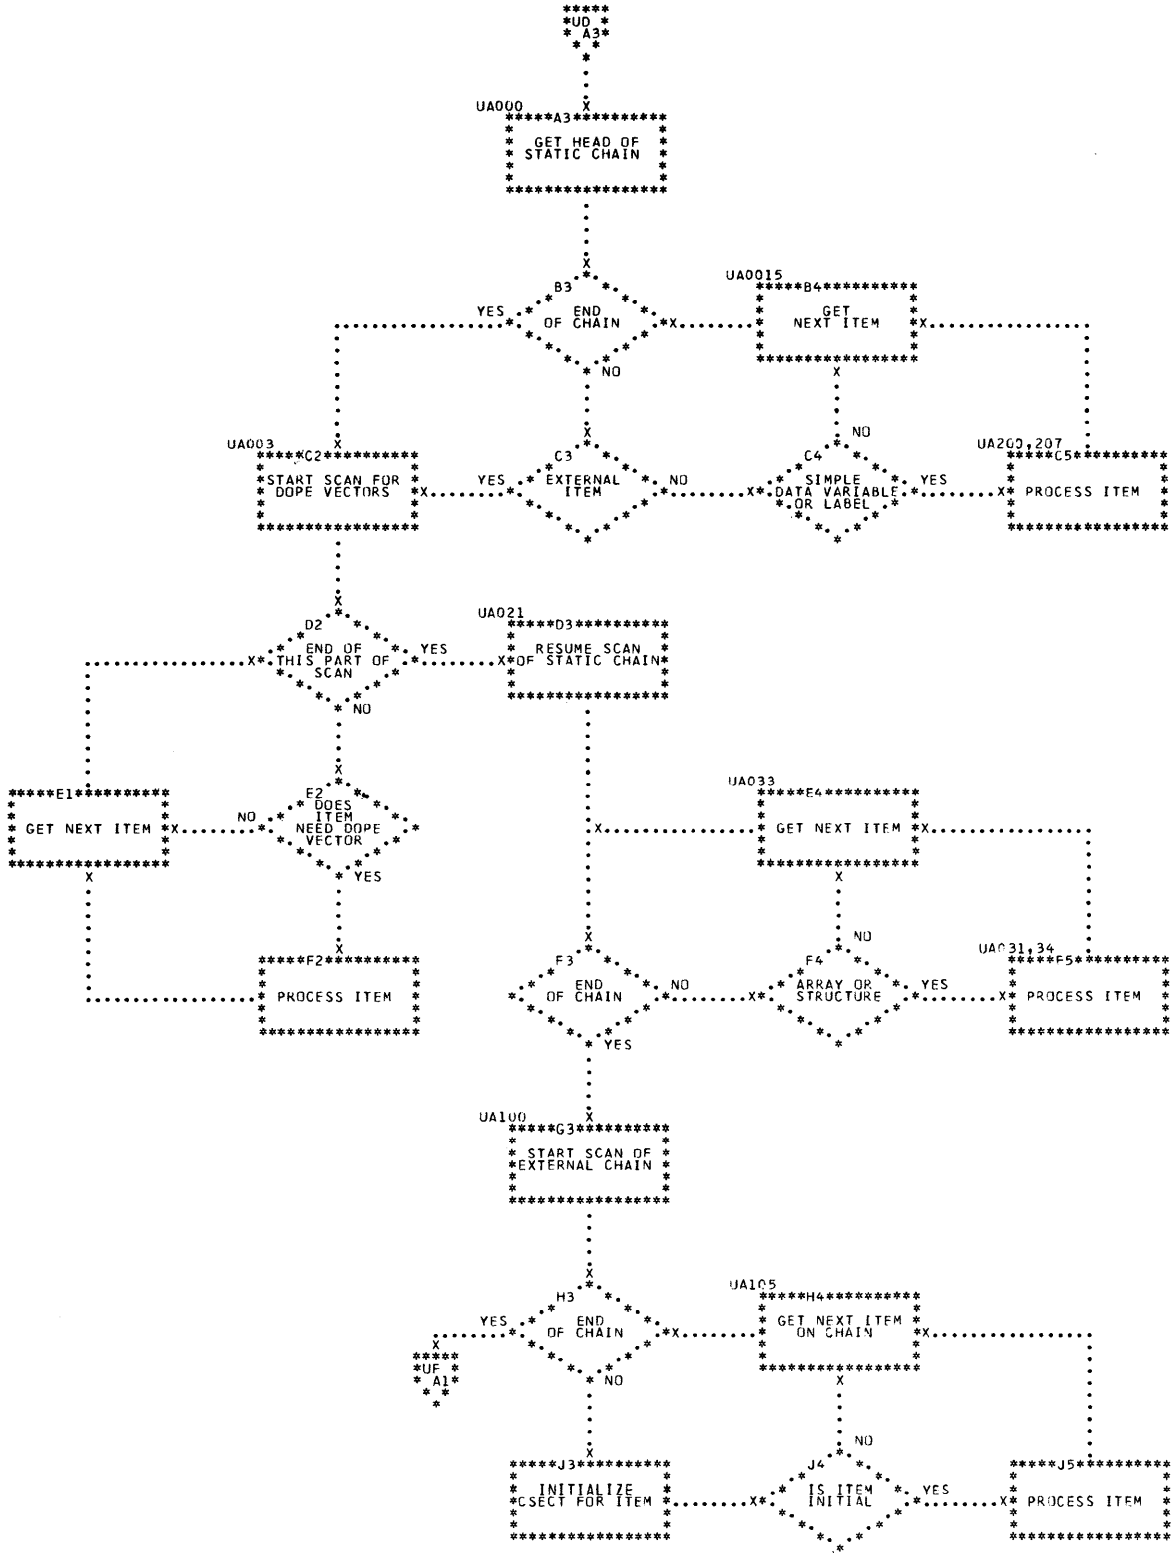 UD
A3
UA000
A3
GET HEAD OF
STATIC CHAIN
B3
END
OF CHAIN
YES
NO
UA0015
B4
GET
NEXT ITEM
UA003
C2
START SCAN FOR
DOPE VECTORS
YES
C3
EXTERNAL
ITEM
NO
NO
C4
SIMPLE
DATA VARIABLE
OR LABEL
YES
UA200,207
C5
PROCESS ITEM
D2
END OF
THIS PART OF
SCAN
YES
NO
UA021
D3
RESUME SCAN
OF STATIC CHAIN
E1
GET NEXT ITEM
NO
E2
DOES
ITEM
NEED DOPE
VECTOR
YES
UA033
E4
GET NEXT ITEM
F2
PROCESS ITEM
F3
END
OF CHAIN
NO
YES
NO
F4
ARRAY OR
STRUCTURE
YES
UA031,34
F5
PROCESS ITEM
UA100
G3
START SCAN OF
EXTERNAL CHAIN
YES
H3
END
OF CHAIN
NO
UA105
H4
GET NEXT ITEM
ON CHAIN
UF
A1
J3
INITIALIZE
CSECT FOR ITEM
NO
J4
IS ITEM
INITIAL
YES
J5
PROCESS ITEM